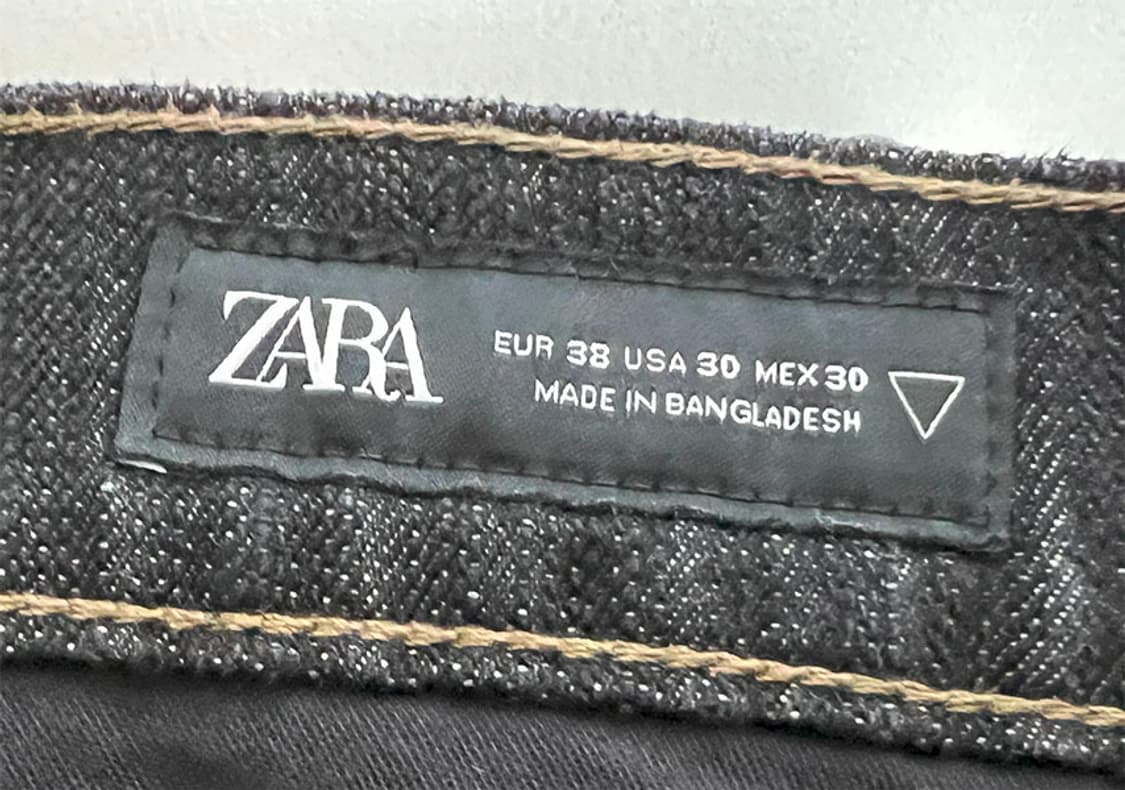 ZARA
EUR 38 USA 30 MEX 30
MADE IN BANGLADESH